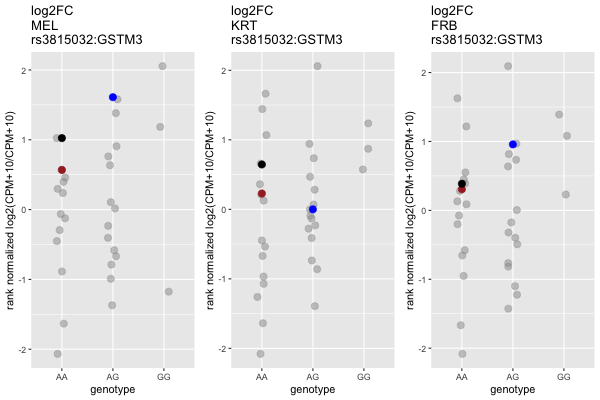 log2FC
MEL
rs3815032:GSTM3
rank normalized log2(CPM+10/CPM+10)
2
1
0
-1
-2
AA
AG
GG
genotype
log2FC
KRT
rs3815032:GSTM3
rank normalized log2(CPM+10/CPM+10)
2
1
0
-1
-2
AA
AG
GG
genotype
log2FC
FRB
rs3815032:GSTM3
rank normalized log2(CPM+10/CPM+10)
2
1
0
-1
-2
AA
AG
GG
genotype